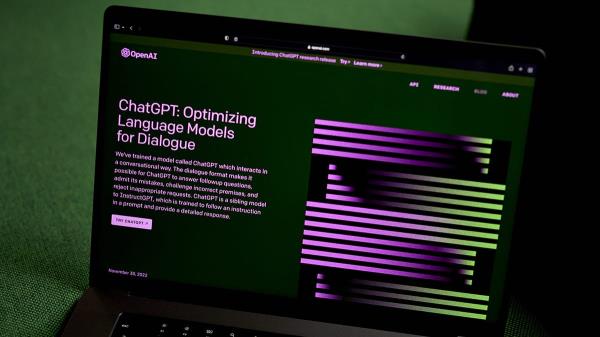 openai.com
Introducing ChatGPT research release Try> Learn more>
OpenAI
API RESEARCH BLOG ABOUT
ChatGPT: Optimizing
Language Models
for Dialogue
We've trained a model called ChatGPT which interacts in
a conversational way. The dialogue format makes it
possible for ChatGPT to answer followup questions,
admit its mistakes, challenge incorrect premises, and
reject inappropriate requests. ChatGPT is a sibling model
to InstructGPT, which is trained to follow an instruction
in a prompt and provide a detailed response.
TRY CHATGPT ↗
November 30, 2022
esc